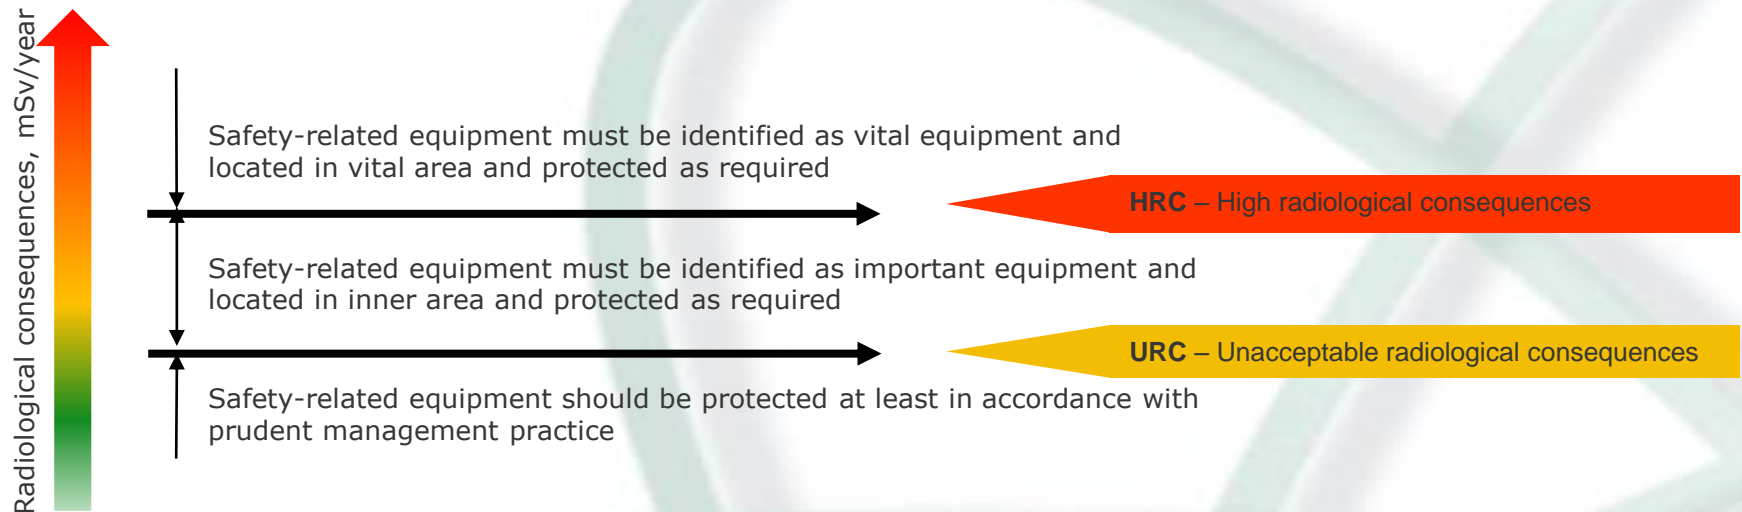 Radiological consequences, mSv/year
Safety-related equipment must be identified as vital equipment and
located in vital area and protected as required
HRC – High radiological consequences
Safety-related equipment must be identified as important equipment and
located in inner area and protected as required
URC – Unacceptable radiological consequences
Safety-related equipment should be protected at least in accordance with
prudent management practice